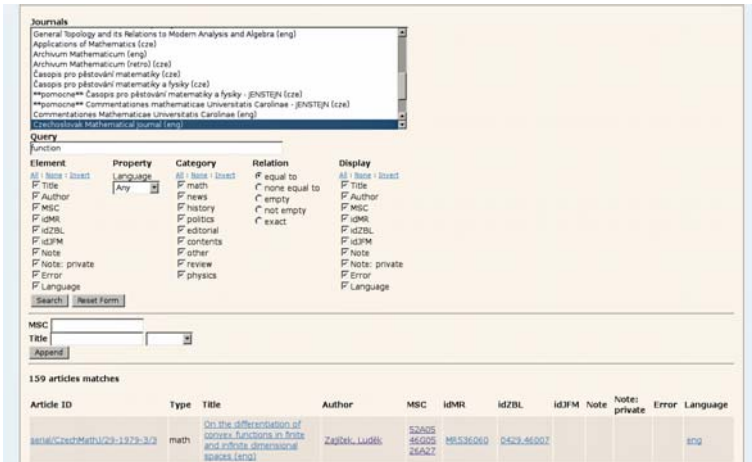 Journals
General Topology and its Relations to Modern Analysis and Algebra (eng)
Applications of Mathematics (cze)
Archivum Mathematicum (eng)
Archivum Mathematicum (retro) (cze)
Časopis pro pěstování matematiky (cze)
Časopis pro pěstování matematiky a fysiky (cze)
**pomocne** Časopis pro pěstování matematiky a fysiky - JENSTEJN (cze)
**pomocne** Commentationes mathematicae Universitatis Carolinae - JENSTEJN (cze)
Commentationes Mathematicae Universitatis Carolinae (eng)
Czechoslovak Mathematical Journal (eng)
Query
function
Element Property Category Relation Display
All | None | Invert Language All | None | Invert equal to All | None | Invert
Title Any math none equal to Title
Author news empty Author
MSC history not empty MSC
idMR politics exact idMR
idZBL editorial idZBL
idJFM contents idJFM
Note other Note
Note: private review Note: private
Error physics Error
Language Language
Search Reset Form
MSC
Title
Append
159 articles matches
Article ID Type Title Author MSC idMR idZBL idJFM Note Note: private Error Language
serial/CzechMathJ/29-1979-3/3 math On the differentiation of convex functions in finite and infinite dimensional spaces (eng) Zajíček, Luděk 52A05 46G05 26A27 MR536060 0429.46007 eng